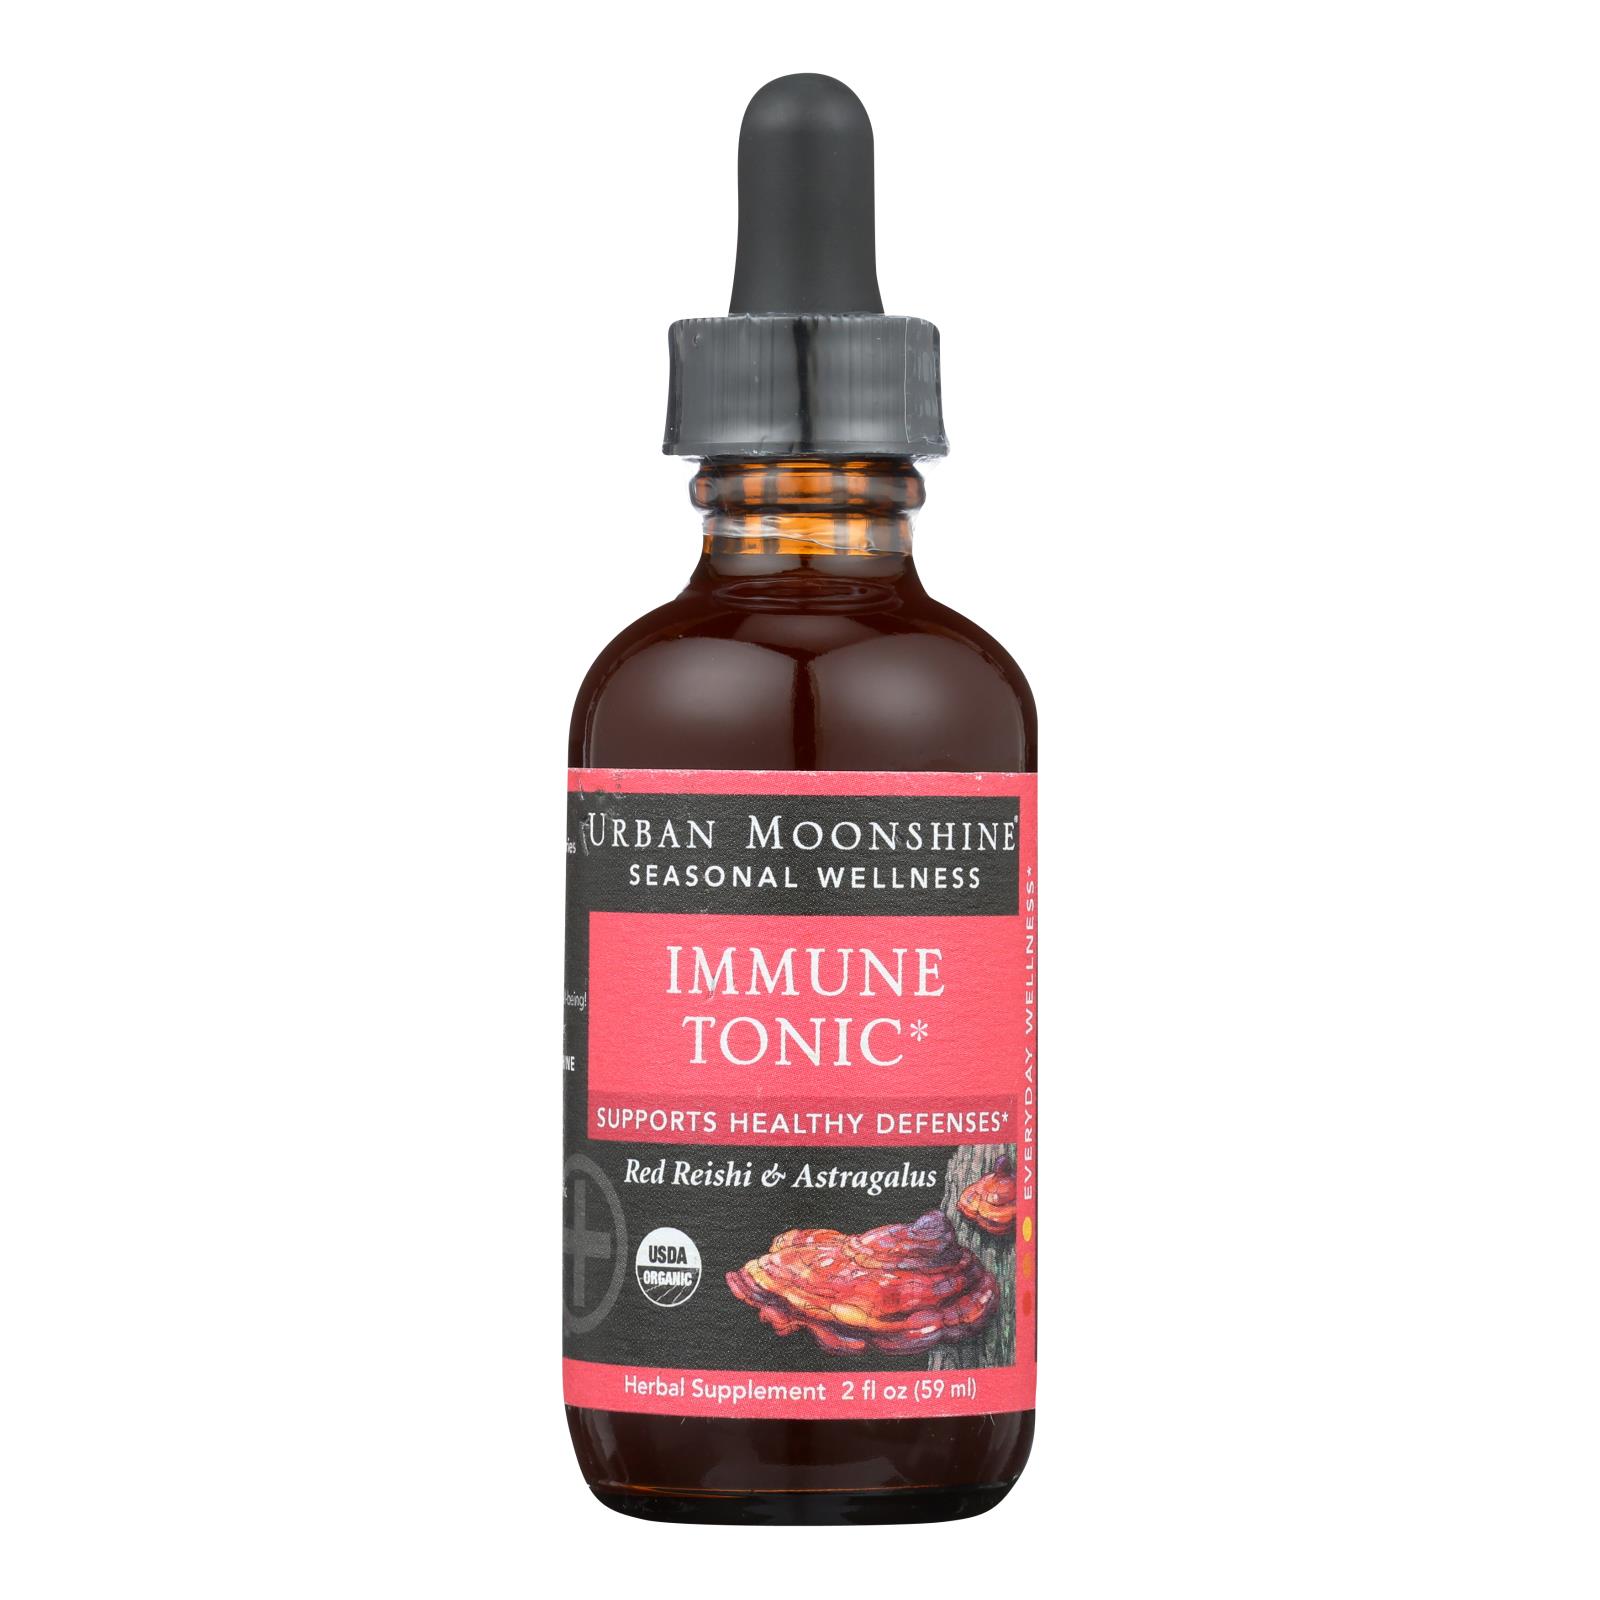 URBAN MOONSHINE®
SEASONAL WELLNESS
IMMUNE
TONIC*
SUPPORTS HEALTHY DEFENSES*
Red Reishi & Astragalus
USDA
ORGANIC
Herbal Supplement 2 fl oz (59 ml)
EVERYDAY WELLNESS*